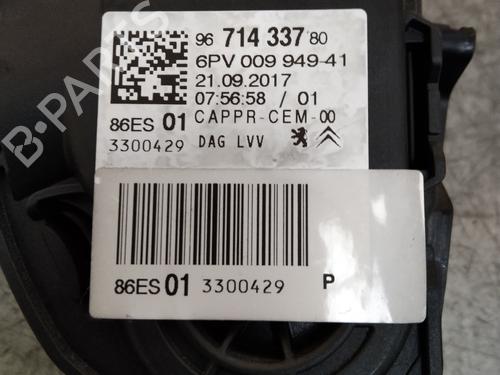 96 714 337 80
6PV 009 949-41
21.09.2017
07:56:58 / 01
86ES 01 CAPPR-CEM-00
3300429 DAG LVV
86ES 01 3300429 P